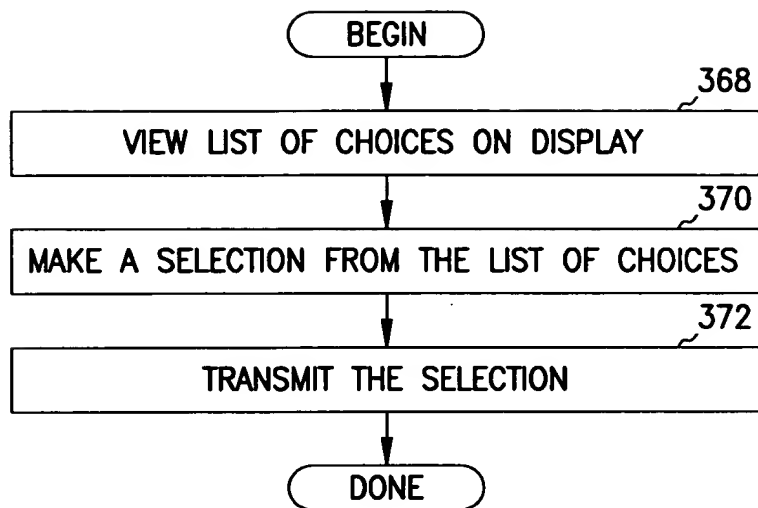 BEGIN
368
VIEW LIST OF CHOICES ON DISPLAY
370
MAKE A SELECTION FROM THE LIST OF CHOICES
372
TRANSMIT THE SELECTION
DONE